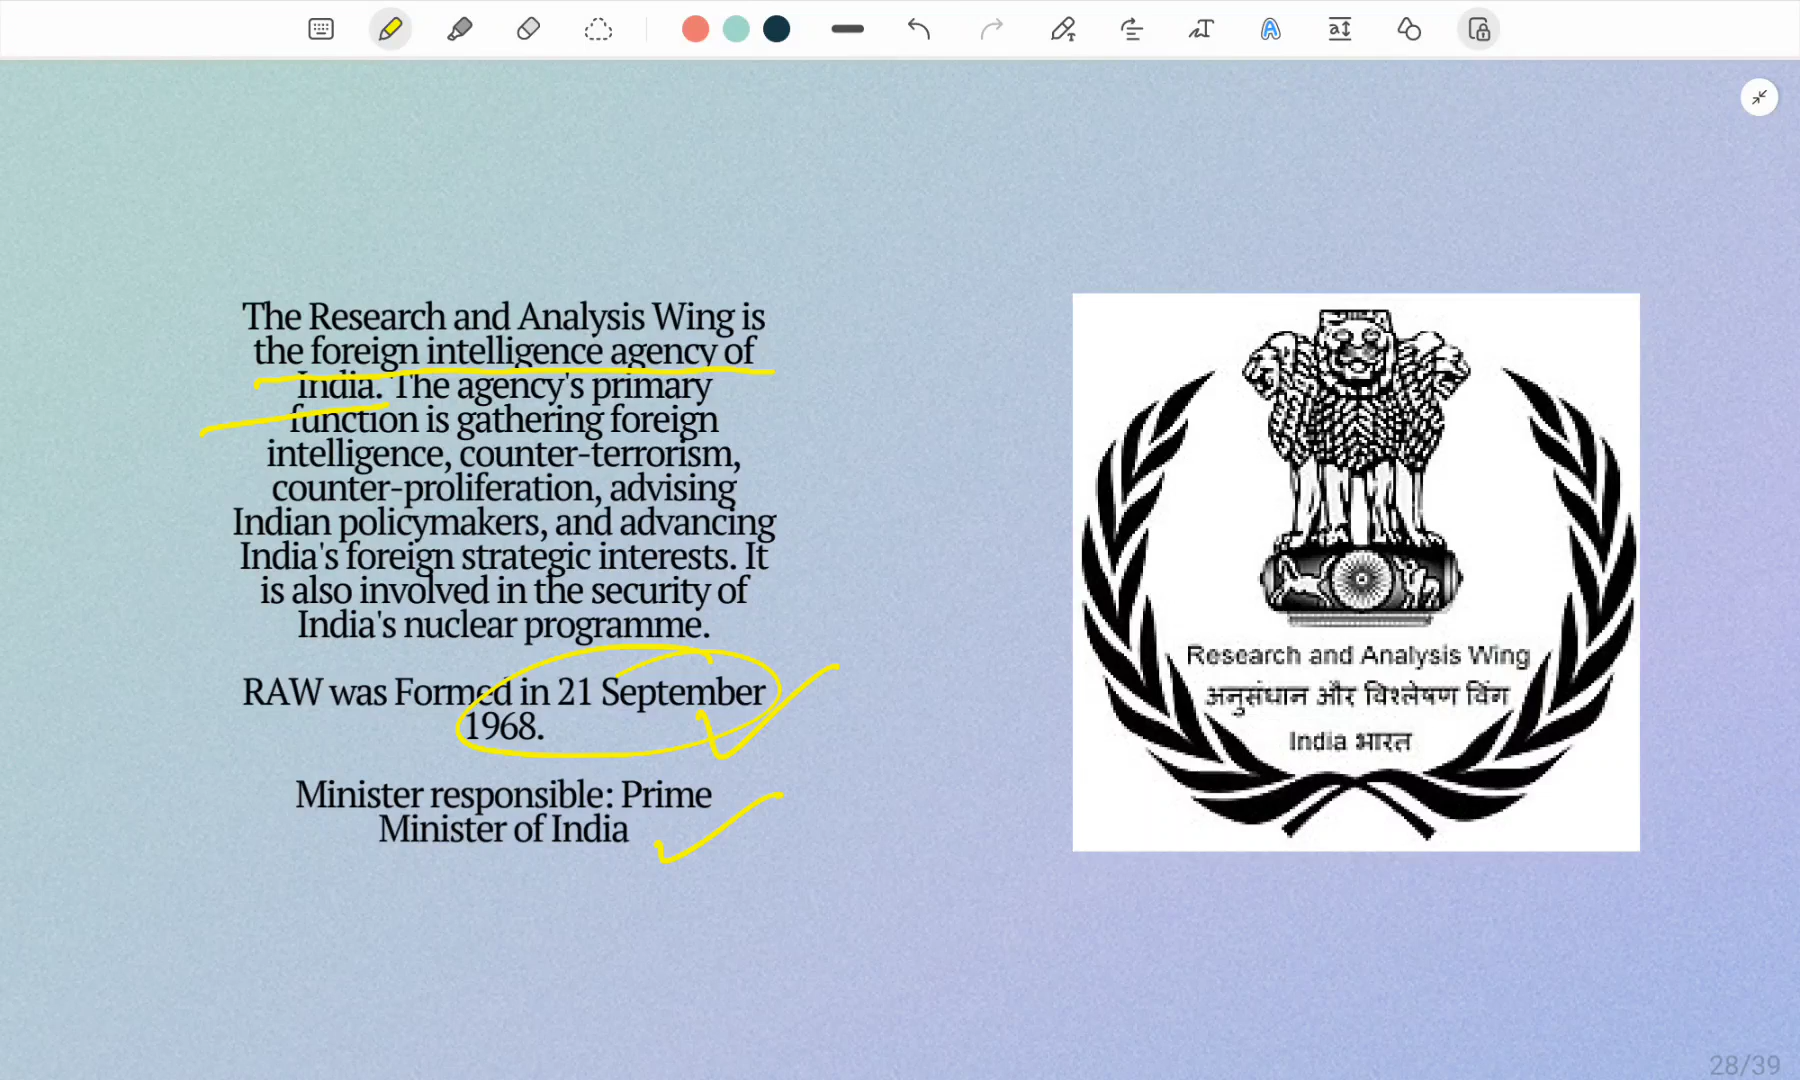 The Research and Analysis Wing is
the foreign intelligence agency of
India. The agency's primary
function is gathering foreign
intelligence, counter-terrorism,
counter-proliferation, advising
Indian policymakers, and advancing
India's foreign strategic interests. It
is also involved in the security of
India's nuclear programme.
RAW was Formed in 21 September
1968.
Minister responsible: Prime
Minister of India
Research and Analysis Wing
अनुसंधान और विश्लेषण विंग
India भारत
28/39